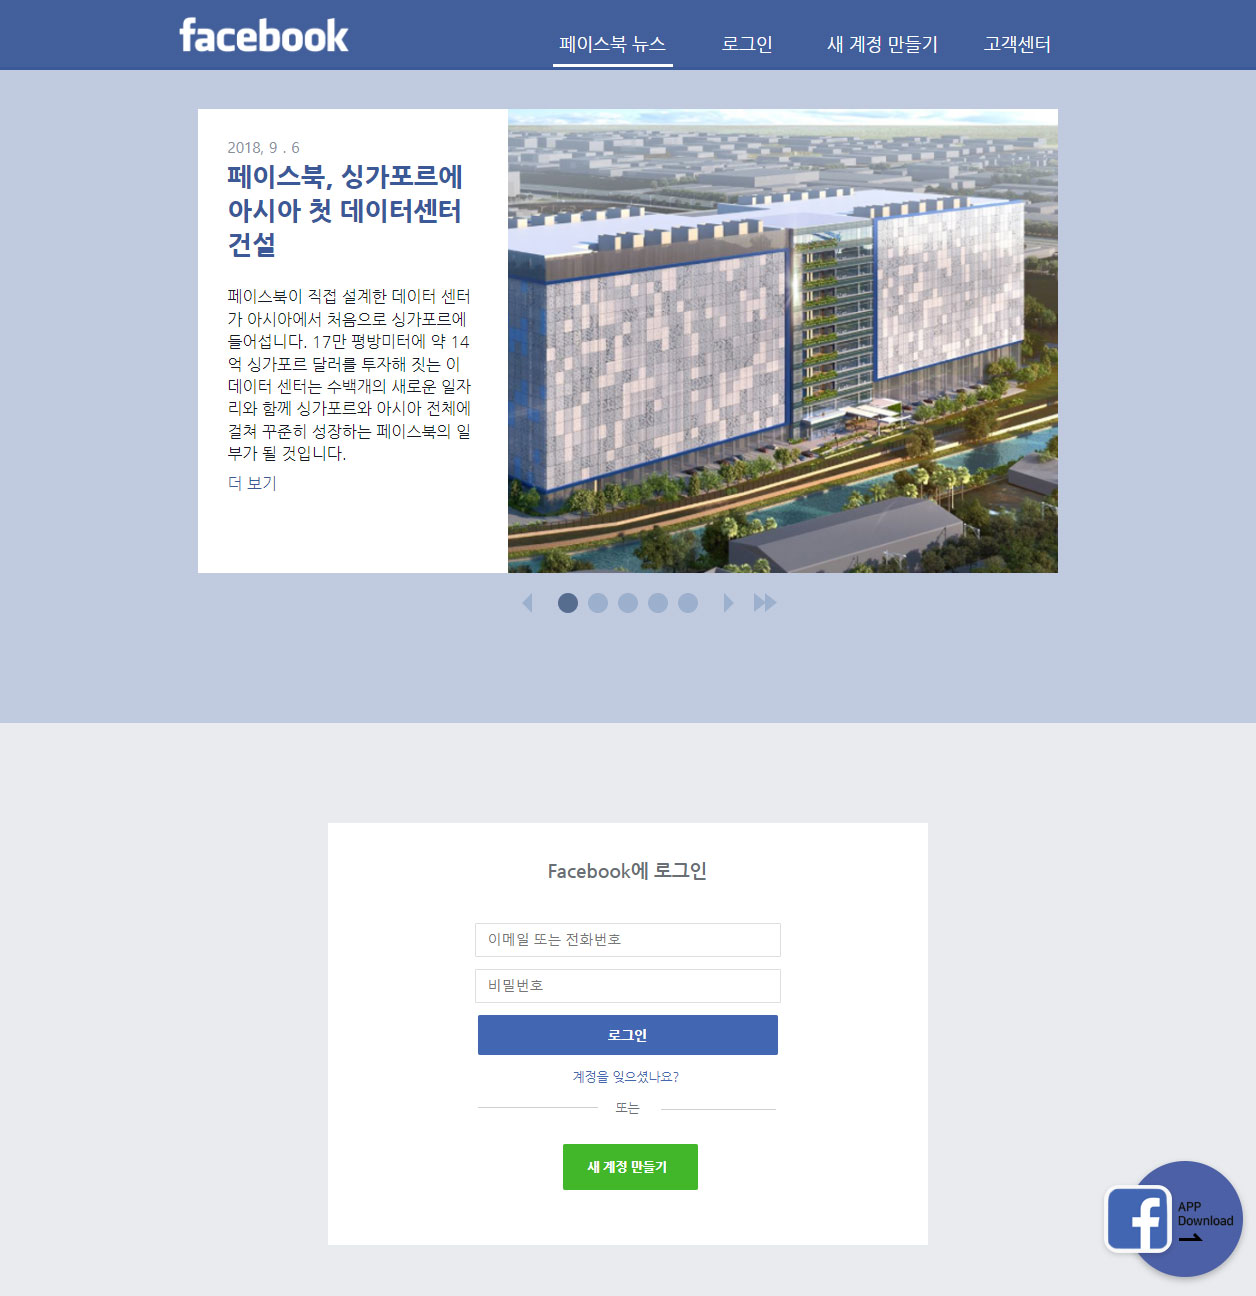 facebook
페이스북 뉴스
로그인
새 계정 만들기
고객센터
2018, 9 . 6
페이스북, 싱가포르에
아시아 첫 데이터센터
건설
페이스북이 직접 설계한 데이터 센터
가 아시아에서 처음으로 싱가포르에
들어섭니다. 17만 평방미터에 약 14
억 싱가포르 달러를 투자해 짓는 이
데이터 센터는 수백개의 새로운 일자
리와 함께 싱가포르와 아시아 전체에
걸쳐 꾸준히 성장하는 페이스북의 일
부가 될 것입니다.
더 보기
Facebook에 로그인
이메일 또는 전화번호
비밀번호
로그인
계정을 잊으셨나요?
또는
새 계정 만들기
APP
Download